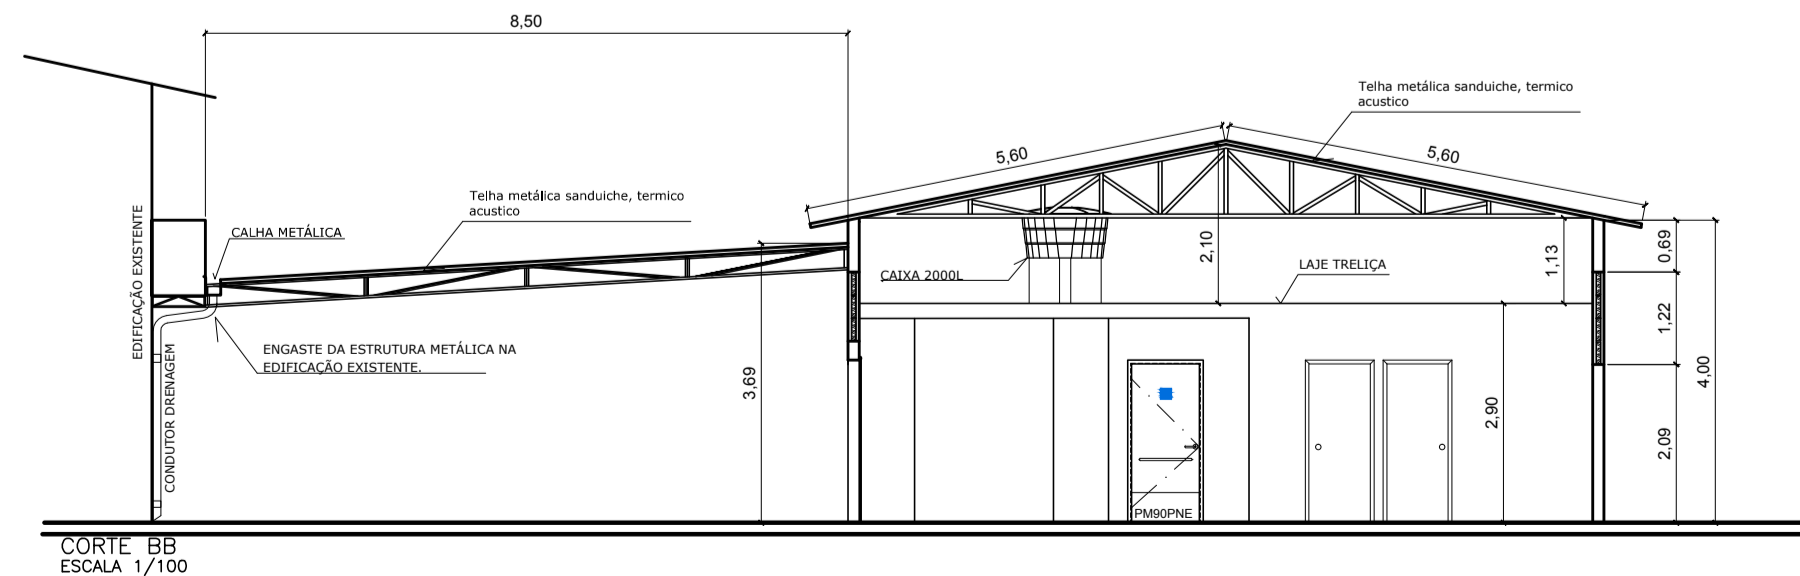 8,50
Telha metálica sanduiche, termico
acustico
5,60
5,60
Telha metálica sanduiche, termico
acustico
EDIFICAÇÃO EXISTENTE
CALHA METÁLICA
CAIXA 2000L
2,10
LAJE TRELIÇA
1,13
0,69
1,22
4,00
2,09
ENGASTE DA ESTRUTURA METÁLICA NA
EDIFICAÇÃO EXISTENTE.
CONDUTOR DRENAGEM
3,69
2,90
PM90PNE
CORTE BB
ESCALA 1/100